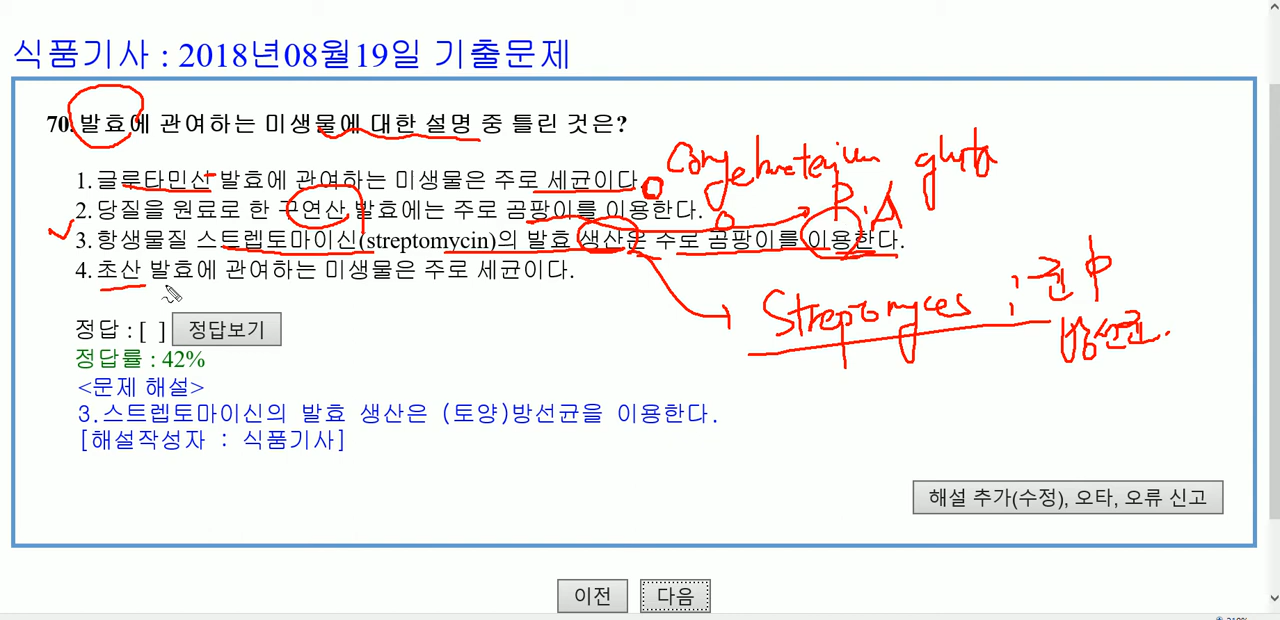 식품기사 : 2018년08월19일 기출문제
70. 발효에 관여하는 미생물에 대한 설명 중 틀린 것은?
1. 글루타민산 발효에 관여하는 미생물은 주로 세균이다.
2. 당질을 원료로 한 구연산 발효에는 주로 곰팡이를 이용한다.
3. 항생물질 스트렙토마이신(streptomycin)의 발효 생산은 주로 곰팡이를 이용한다.
4. 초산 발효에 관여하는 미생물은 주로 세균이다.
P.A
Streptomyces :
방선균.
정답 : [ ] 정답보기
정답률 : 42%
<문제 해설>
3.스트렙토마이신의 발효 생산은 (토양)방선균을 이용한다.
[해설작성자 : 식품기사]
해설 추가(수정), 오타, 오류 신고
이전 다음